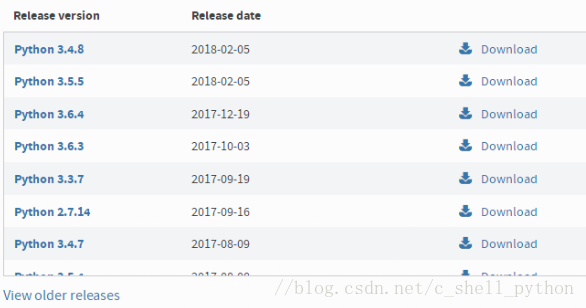 Release version Release date
Python 3.4.8 2018-02-05 Download
Python 3.5.5 2018-02-05 Download
Python 3.6.4 2017-12-19 Download
Python 3.6.3 2017-10-03 Download
Python 3.3.7 2017-09-19 Download
Python 2.7.14 2017-09-16 Download
Python 3.4.7 2017-08-09 Download
View older releases
//blog.csdn.net/c_shell_python